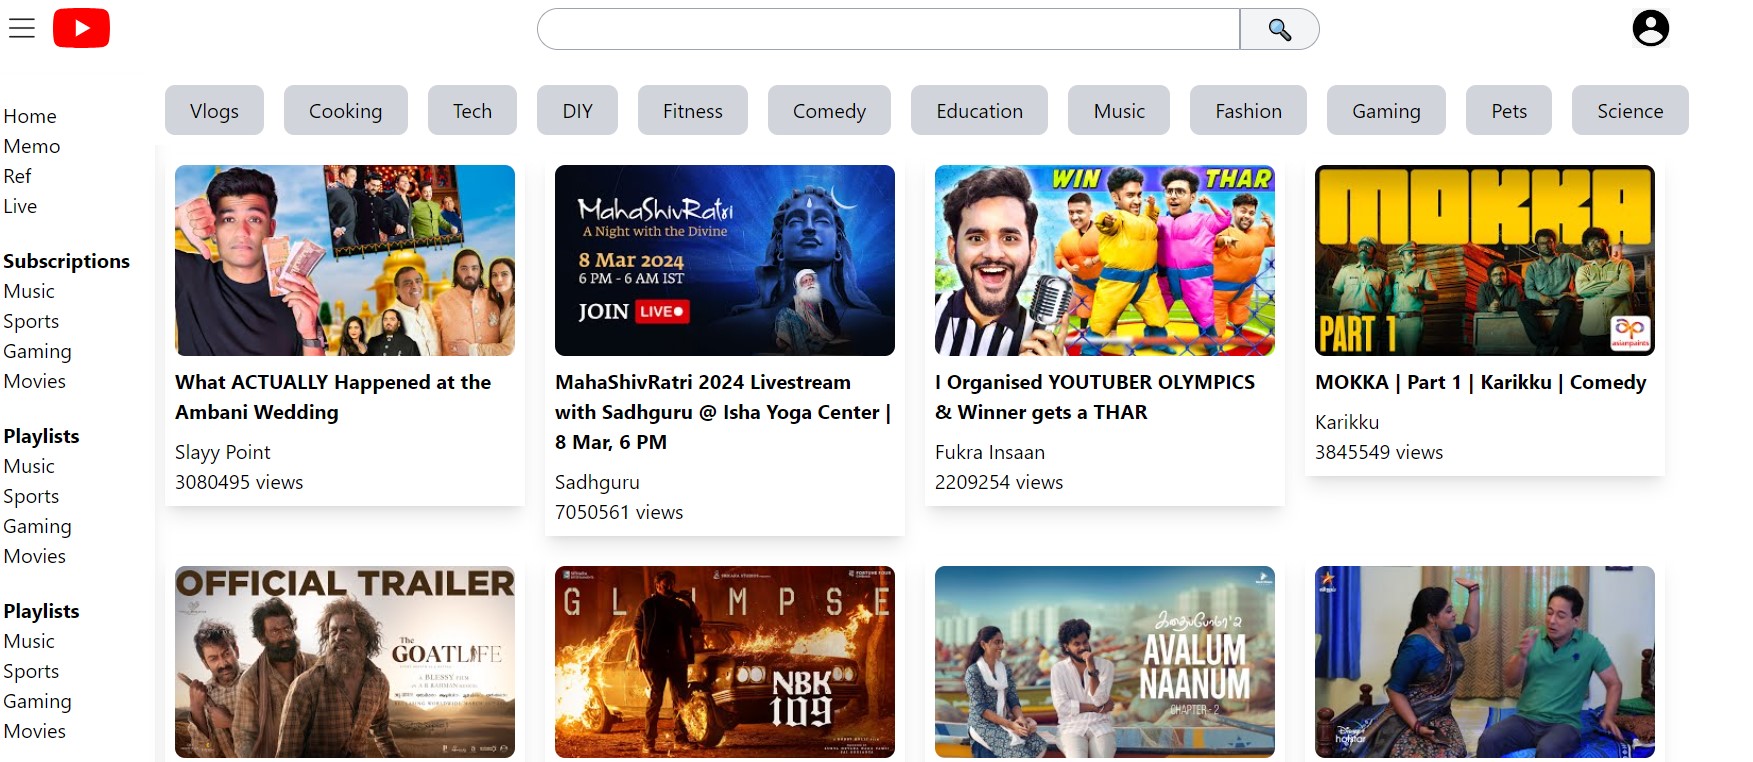 Vlogs
Cooking
Tech
DIY
Fitness
Comedy
Education
Music
Fashion
Gaming
Pets
Science
Home
Memo
Ref
Live
Subscriptions
Music
Sports
Gaming
Movies
Playlists
Music
Sports
Gaming
Movies
Playlists
Music
Sports
Gaming
Movies
What ACTUALLY Happened at the
Ambani Wedding
Slayy Point
3080495 views
MahaShivRatri
A Night with the Divine
8 Mar 2024
6 PM - 6 AM IST
JOIN LIVE
MahaShivRatri 2024 Livestream
with Sadhguru @ Isha Yoga Center |
8 Mar, 6 PM
Sadhguru
7050561 views
WIN THAR
I Organised YOUTUBER OLYMPICS
& Winner gets a THAR
Fukra Insaan
2209254 views
MOKKA
PART 1
asianpaints
MOKKA | Part 1 | Karikku | Comedy
Karikku
3845549 views
OFFICIAL TRAILER
The
GOATLIFE
A BLESSY FILM
GLIMPSE
NBK
109
AVALUM
NAANUM
CHAPTER - 2
விஜய்
Disney+
hotstar